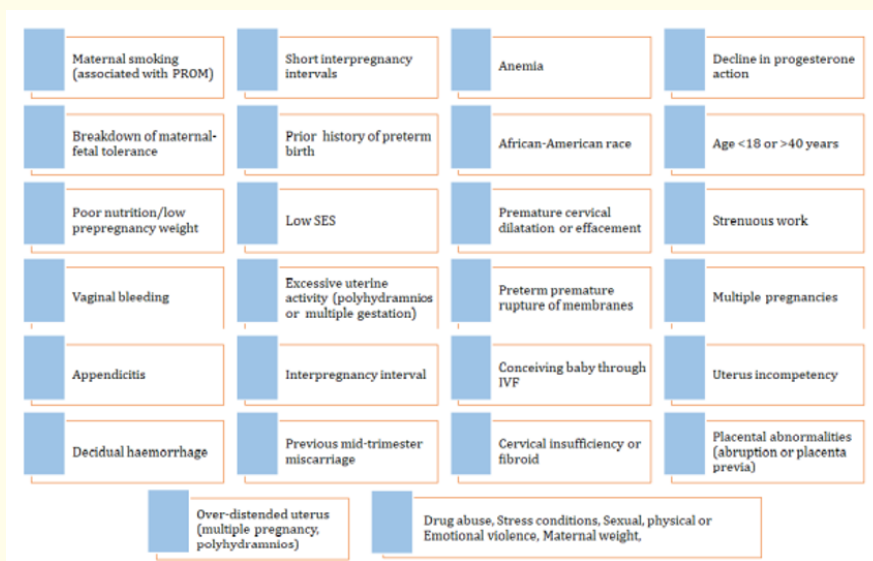 Maternal smoking
(associated with PROM)
Short interpregnancy
intervals
Anemia
Decline in progesterone
action
Breakdown of maternal-
fetal tolerance
Prior history of preterm
birth
African-American race
Age <18 or >40 years
Poor nutrition/low
prepregnancy weight
Low SES
Premature cervical
dilatation or effacement
Strenuous work
Vaginal bleeding
Excessive uterine
activity (polyhydramnios
or multiple gestation)
Preterm premature
rupture of membranes
Multiple pregnancies
Appendicitis
Interpregnancy interval
Conceiving baby through
IVF
Uterus incompetency
Decidual haemorrhage
Previous mid-trimester
miscarriage
Cervical insufficiency or
fibroid
Placental abnormalities
(abruption or placenta
previa)
Over-distended uterus
(multiple pregnancy,
polyhydramnios)
Drug abuse, Stress conditions, Sexual, physical or
Emotional violence, Maternal weight,